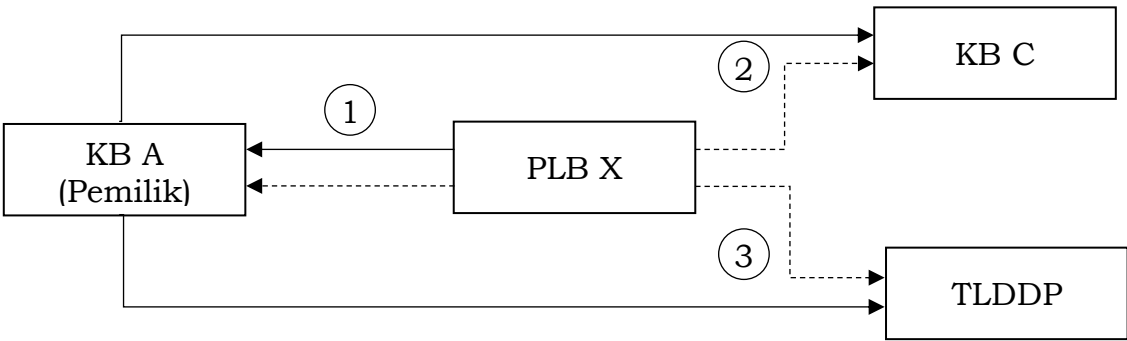 KB C
2
1
KB A
(Pemilik)
PLB X
3
TLDDP